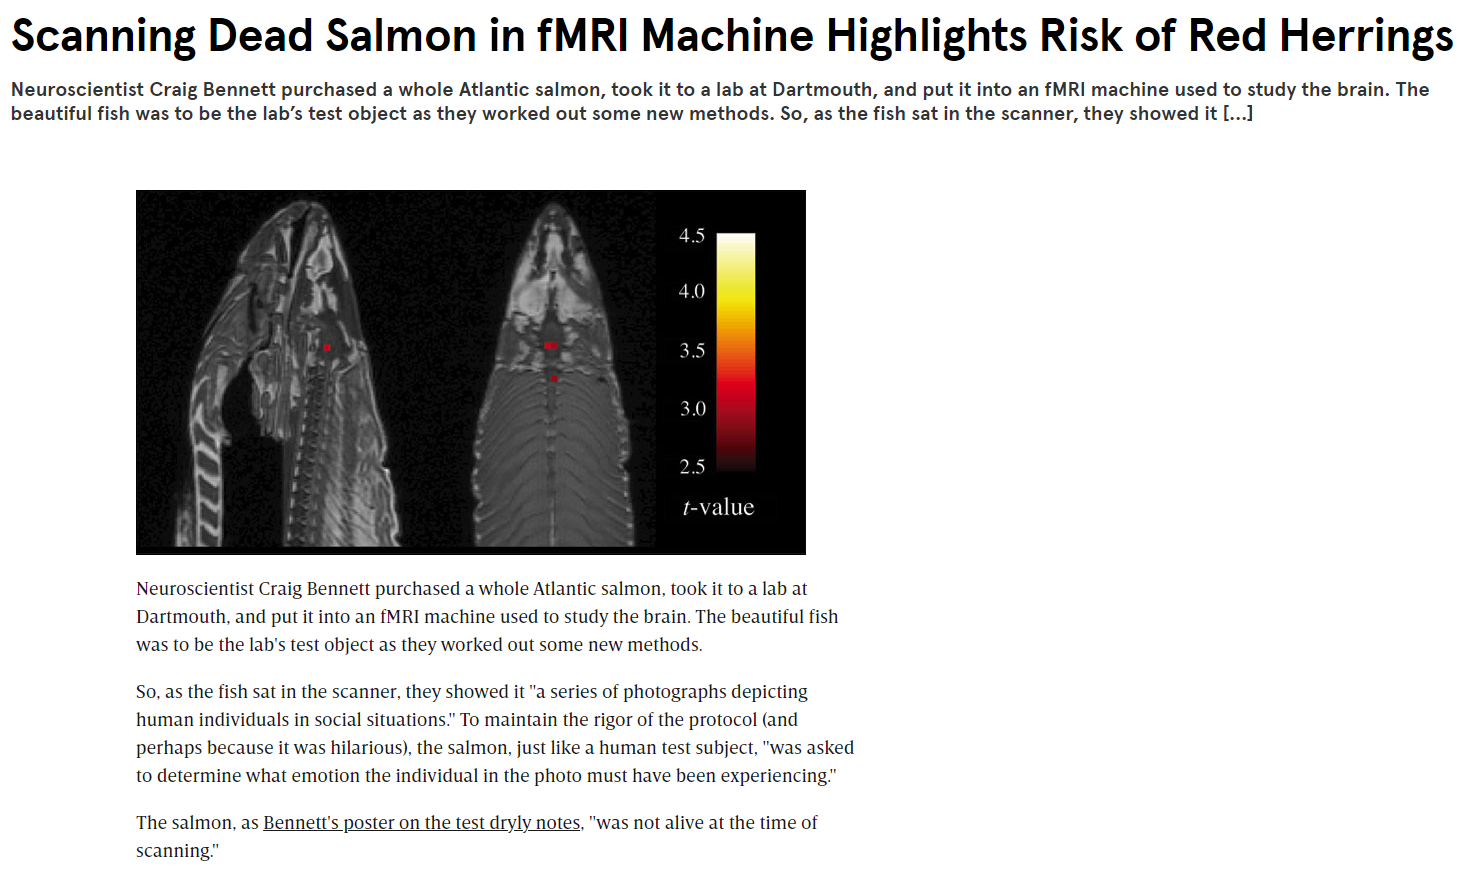 Scanning Dead Salmon in fMRI Machine Highlights Risk of Red Herrings
Neuroscientist Craig Bennett purchased a whole Atlantic salmon, took it to a lab at Dartmouth, and put it into an fMRI machine used to study the brain. The
beautiful fish was to be the lab’s test object as they worked out some new methods. So, as the fish sat in the scanner, they showed it [...]
4.5
4.0
3.5
3.0
2.5
t-value
Neuroscientist Craig Bennett purchased a whole Atlantic salmon, took it to a lab at
Dartmouth, and put it into an fMRI machine used to study the brain. The beautiful fish
was to be the lab's test object as they worked out some new methods.
So, as the fish sat in the scanner, they showed it "a series of photographs depicting
human individuals in social situations." To maintain the rigor of the protocol (and
perhaps because it was hilarious), the salmon, just like a human test subject, "was asked
to determine what emotion the individual in the photo must have been experiencing."
The salmon, as Bennett's poster on the test dryly notes, "was not alive at the time of
scanning."